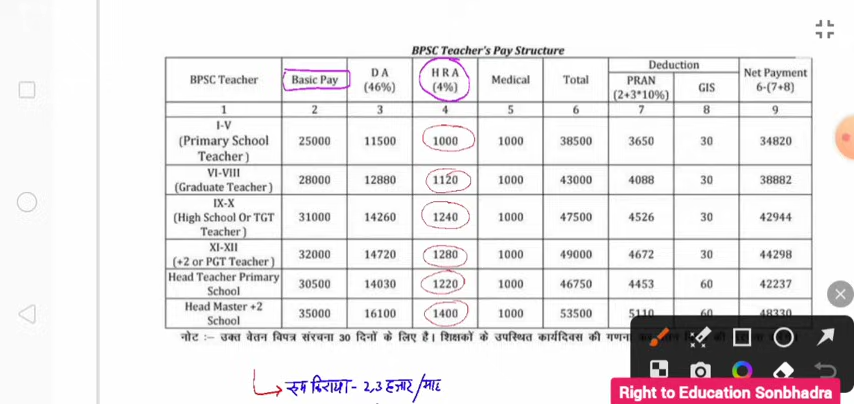 BPSC Teacher's Pay Structure
BPSC Teacher Basic Pay D A (46%) H R A (4%) Medical Total Deduction PRAN (2+3*10%) GIS Net Payment 6-(7+8)
1 2 3 4 5 6 7 8 9
I-V (Primary School Teacher) 25000 11500 1000 1000 38500 3650 30 34820
VI-VIII (Graduate Teacher) 28000 12880 1120 1000 43000 4088 30 38882
IX-X (High School Or TGT Teacher) 31000 14260 1240 1000 47500 4526 30 42944
XI-XII (+2 or PGT Teacher) 32000 14720 1280 1000 49000 4672 30 44298
Head Teacher Primary School 30500 14030 1220 1000 46750 4453 60 42237
Head Master +2 School 35000 16100 1400 1000 53500 5110 60 48330
नोट :- उक्त वेतन विपत्र संरचना 30 दिनों के लिए है। शिक्षकों के उपस्थित कार्यदिवस की गणना
रूम किराया - 2,3 हजार/माह
Right to Education Sonbhadra